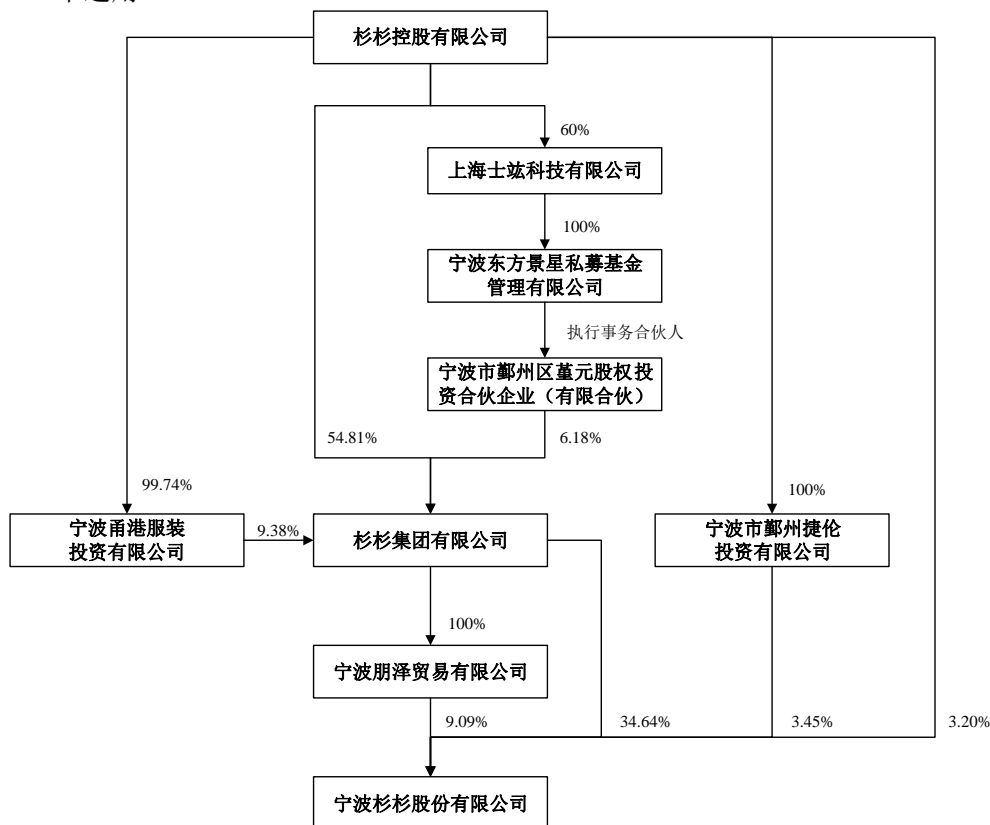 杉杉控股有限公司
60%
上海士竑科技有限公司
100%
宁波东方景星私募基金
管理有限公司
执行事务合伙人
宁波市鄞州区堇元股权投
资合伙企业（有限合伙）
54.81%
6.18%
99.74%
100%
宁波甬港服装
投资有限公司
9.38%
杉杉集团有限公司
宁波市鄞州捷伦
投资有限公司
100%
宁波朋泽贸易有限公司
9.09%
34.64%
3.45%
3.20%
宁波杉杉股份有限公司